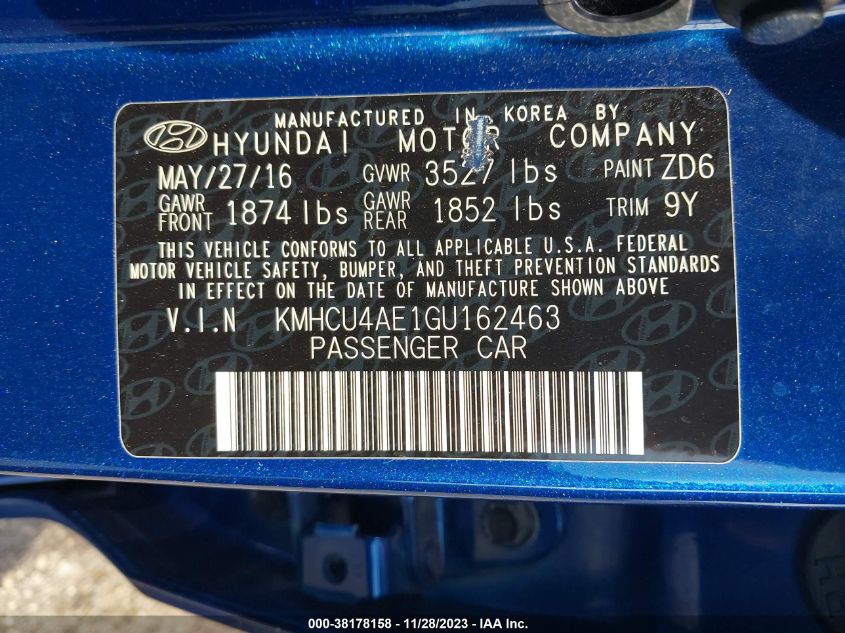 MANUFACTURED IN KOREA BY
HYUNDAI MOTOR COMPANY
MAY/27/16 GVWR 3527 lbs PAINT ZD6
GAWR FRONT 1874 lbs GAWR REAR 1852 lbs TRIM 9Y
THIS VEHICLE CONFORMS TO ALL APPLICABLE U.S.A. FEDERAL
MOTOR VEHICLE SAFETY, BUMPER, AND THEFT PREVENTION STANDARDS
IN EFFECT ON THE DATE OF MANUFACTURE SHOWN ABOVE
V.I.N KMHCU4AE1GU162463
PASSENGER CAR
000-38178158 - 11/28/2023 - IAA Inc.